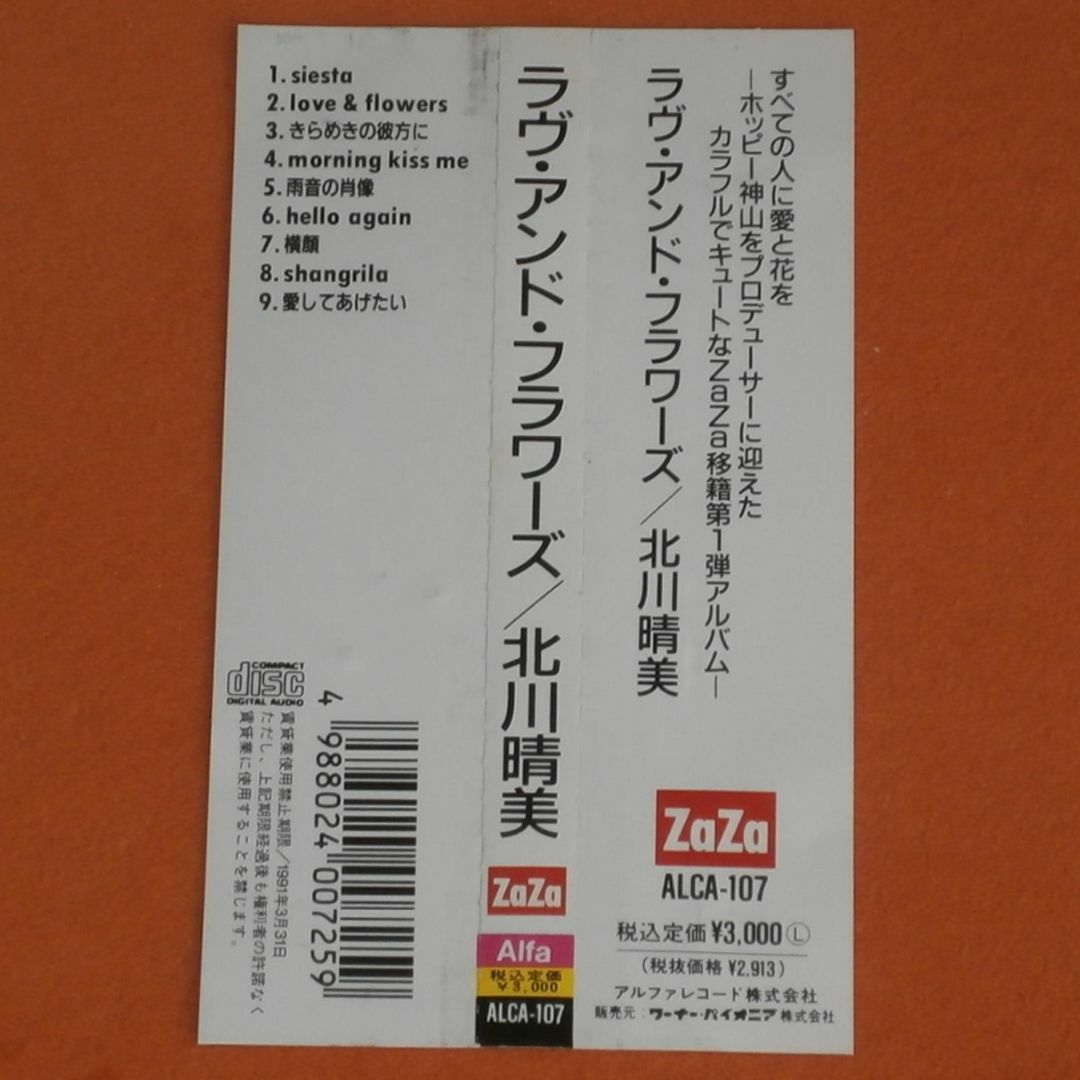 1. siesta
2. love & flowers
3. きらめきの彼方に
4. morning kiss me
5. 雨音の肖像
6. hello again
7. 横顔
8. shangrila
9. 愛してあげたい
COMPACT
disc
DIGITAL AUDIO
賃貸業使用禁止期限/1991年3月31日
ただし、上記期限経過後も権利者の許諾なく
賃貸業に使用することを禁じます。
4 988024 007259
ラヴ・アンド・フラワーズ/北川晴美
ZaZa
Alfa
税込定価
¥3,000
ALCA-107
すべての人に愛と花を
—ホッピー神山をプロデューサーに迎えた
カラフルでキュートなZaZa移籍第1弾アルバム—
ラヴ・アンド・フラワーズ/北川晴美
ZaZa
ALCA-107
税込定価¥3,000Ⓛ
(税抜価格 ¥2,913)
アルファレコード株式会社
販売元:ワーナー・パイオニア株式会社